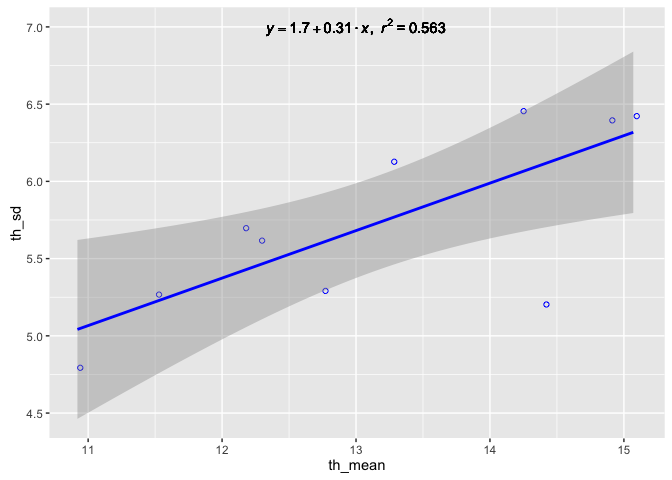 y = 1.7 + 0.31 · x, r² = 0.563
7.0
6.5
6.0
5.5
5.0
4.5
th_sd
11 12 13 14 15
th_mean